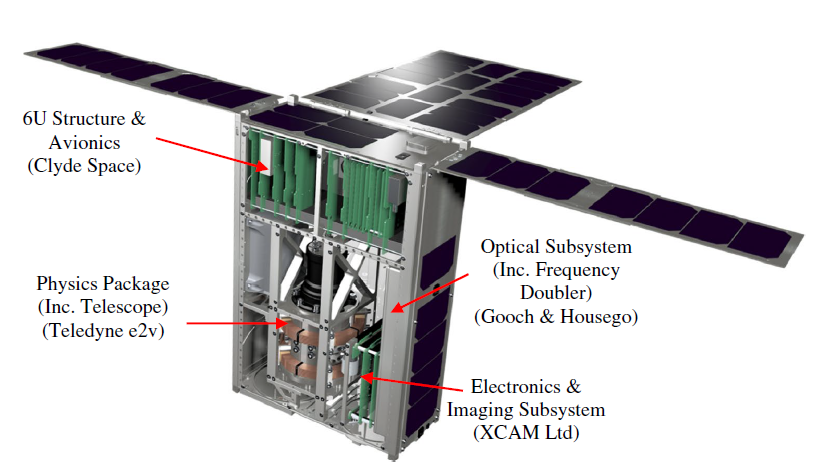 6U Structure &
Avionics
(Clyde Space)
Physics Package
(Inc. Telescope)
(Teledyne e2v)
Optical Subsystem
(Inc. Frequency
Doubler)
(Gooch & Housego)
Electronics &
Imaging Subsystem
(XCAM Ltd)